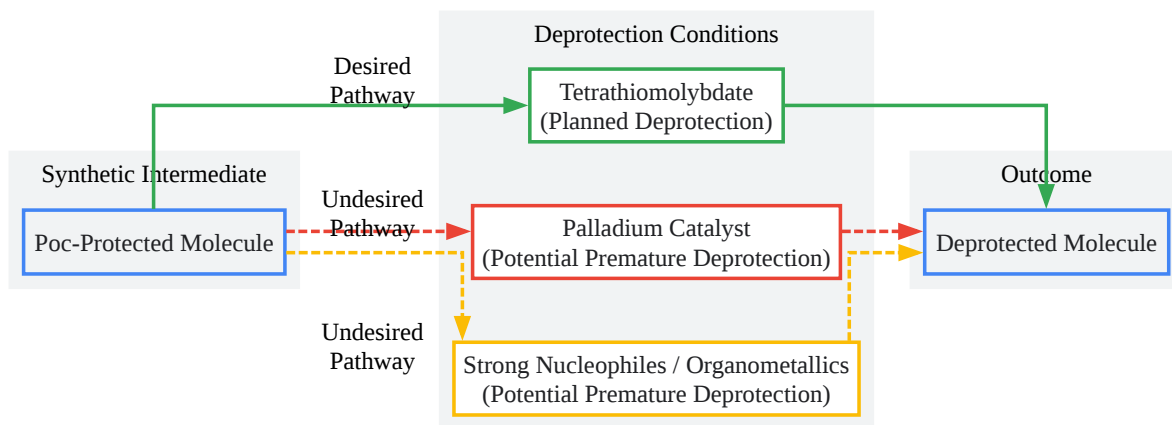 Deprotection Conditions
Desired
Pathway
Tetrathiomolybdate
(Planned Deprotection)
Synthetic Intermediate
Outcome
Undesired
Pathway
Poc-Protected Molecule
Palladium Catalyst
(Potential Premature Deprotection)
Deprotected Molecule
Undesired
Pathway
Strong Nucleophiles / Organometallics
(Potential Premature Deprotection)